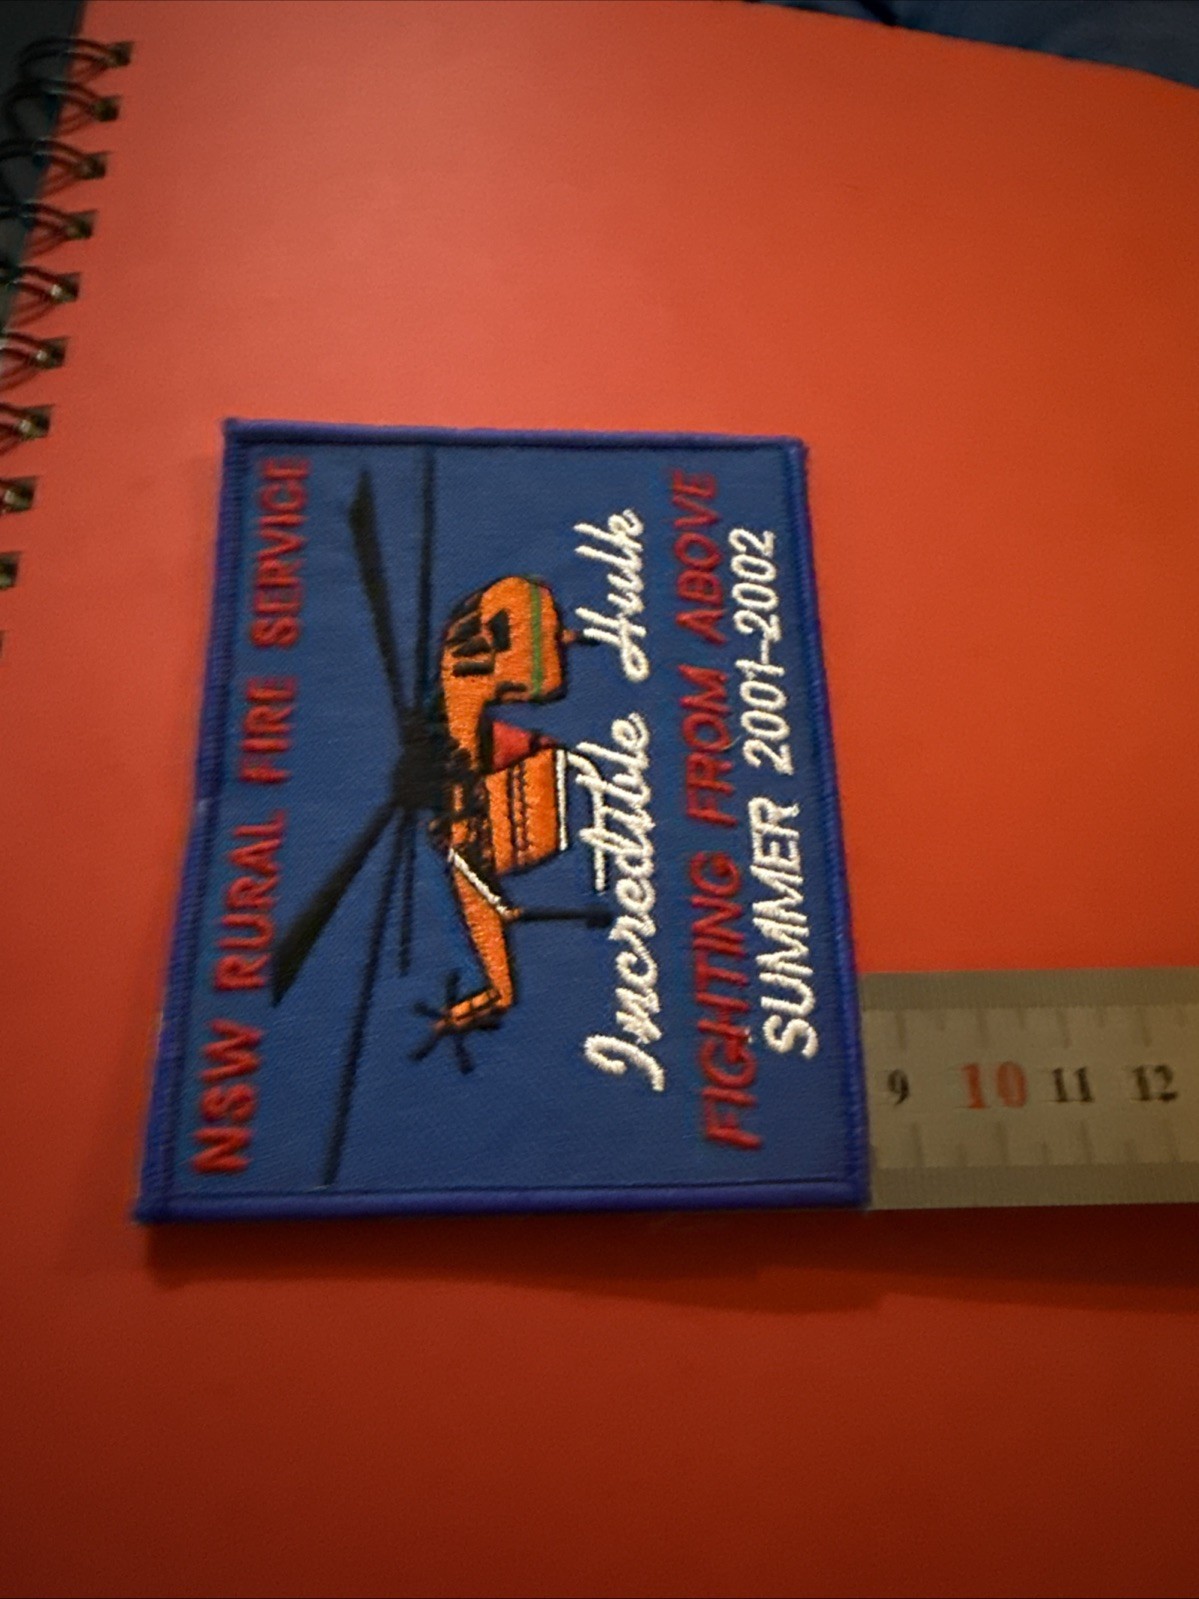 NSW RURAL FIRE SERVICE
Incredible Hulk
FIGHTING FROM ABOVE
SUMMER 2001-2002
9 10 11 12